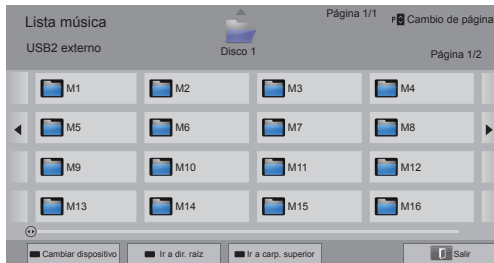 Lista música
Página 1/1
P Cambio de página
USB2 externo
Disco 1
Página 1/2
M1
M2
M3
M4
M5
M6
M7
M8
M9
M10
M11
M12
M13
M14
M15
M16
Cambiar dispositivo
Ir a dir. raíz
Ir a carp. superior
Salir